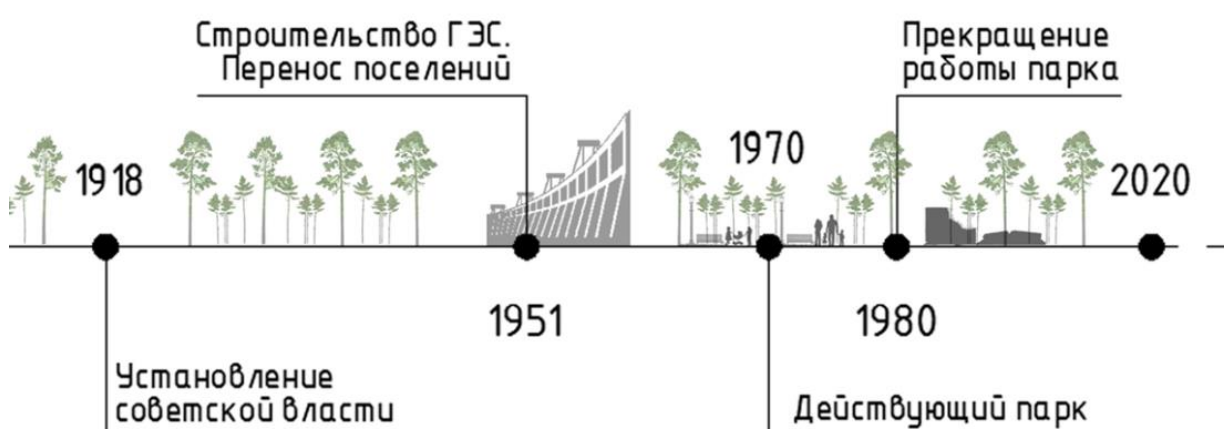 Строительство ГЭС.
Перенос поселений
Прекращение
работы парка
1918
1970
2020
1951
1980
Установление
советской власти
Действующий парк